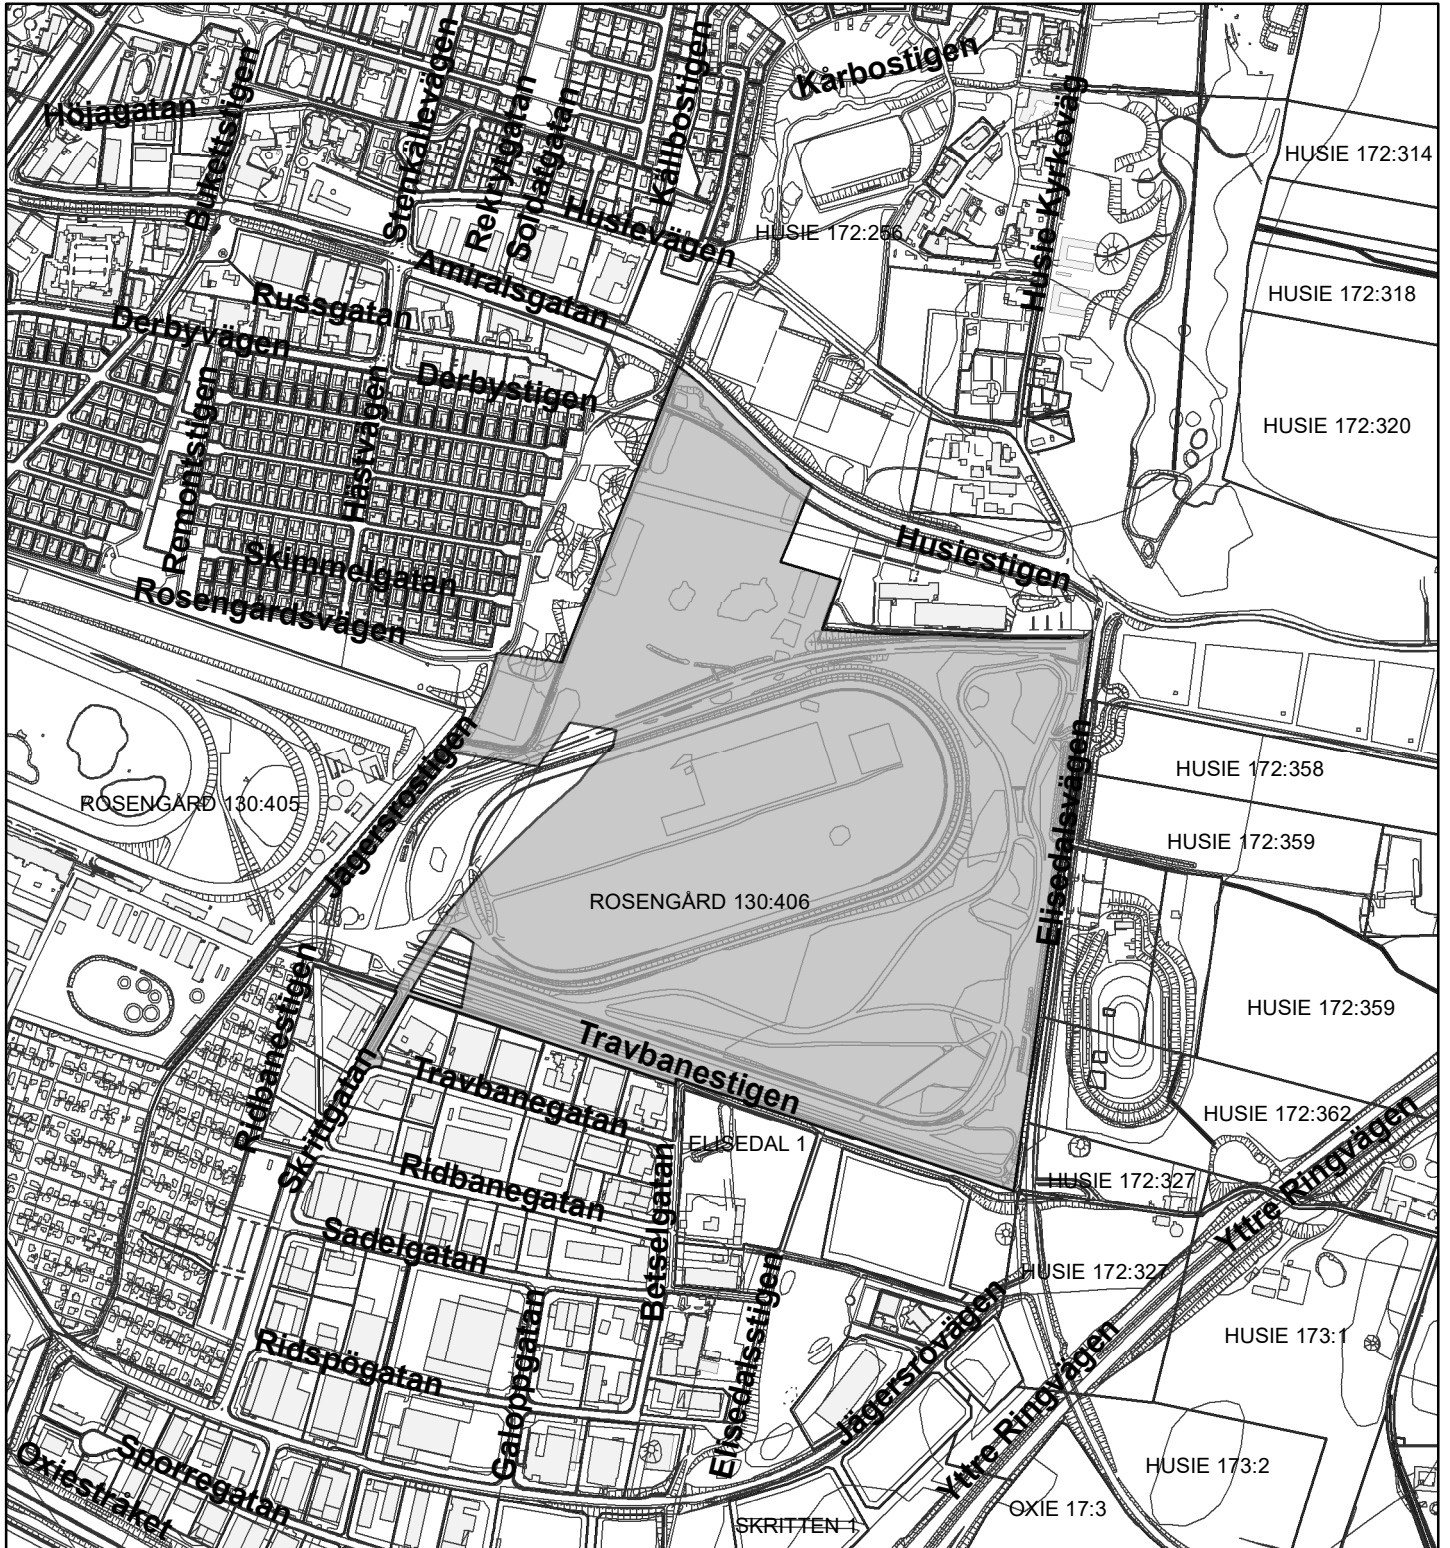 Kårbostigen
Höjagatan
Bukettstigen
Stenkällevägen
Rekrytgatan
Soldatgatan
Källbostigen
Husie Kyrkoväg
HUSIE 172:314
Husievägen
HUSIE 172:256
Amiralsgatan
Russgatan
Derbyvägen
HUSIE 172:318
Derbystigen
HUSIE 172:320
Remontstigen
Hästvägen
Skimmelgatan
Rosengårdsvägen
Husiestigen
Jägersrostigen
Elisedalsvägen
HUSIE 172:358
ROSENGÅRD 130:405
HUSIE 172:359
ROSENGÅRD 130:406
HUSIE 172:359
Ridbanestigen
Skrittgatan
Travbanestigen
Travbanegatan
HUSIE 172:362
ELISEDAL 1
Yttre Ringvägen
Ridbanegatan
HUSIE 172:327
Sadelgatan
Betselgatan
HUSIE 172:327
Elisedalsstigen
Jägersrovägen
HUSIE 173:1
Ridspögatan
Galoppgatan
Yttre Ringvägen
Sporregatan
Oxiestråket
HUSIE 173:2
OXIE 17:3
SKRITTEN 1